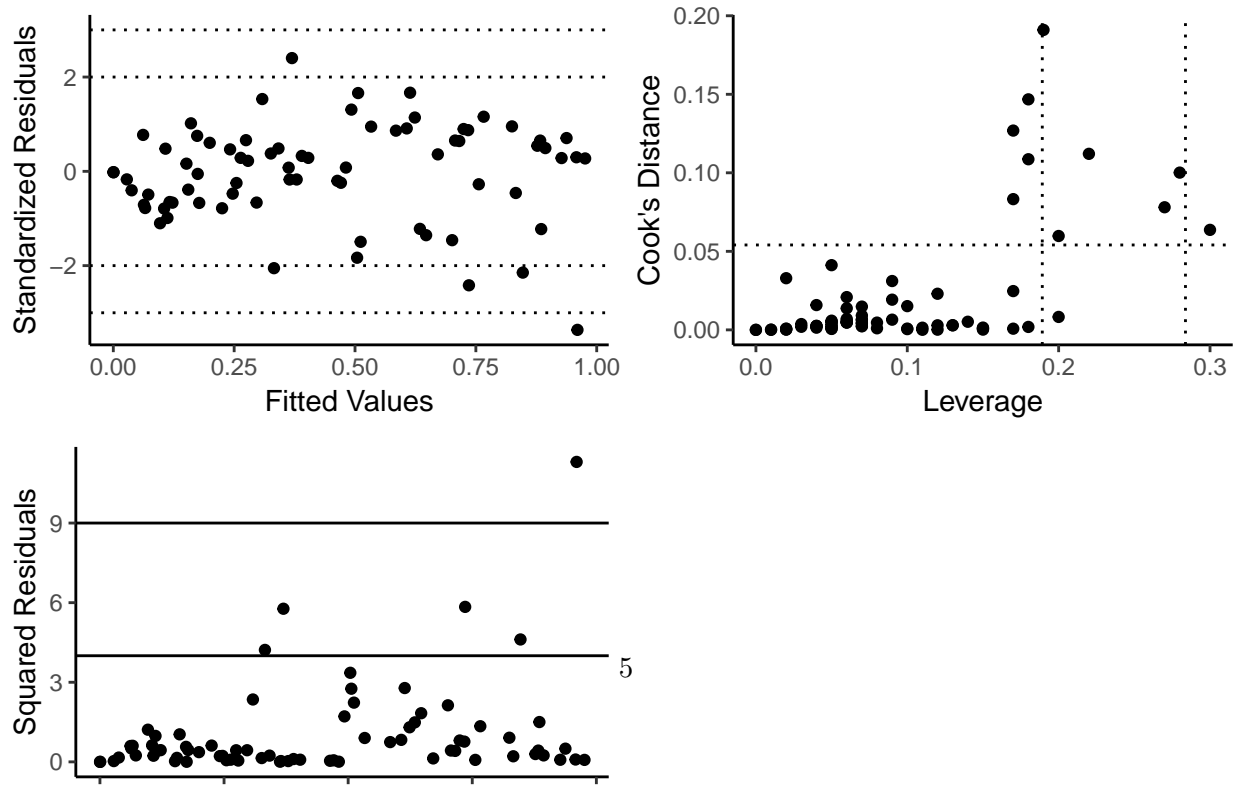 Standardized Residuals
2
0
−2
0.00 0.25 0.50 0.75 1.00
Fitted Values
Cook's Distance
0.20
0.15
0.10
0.05
0.00
0.0 0.1 0.2 0.3
Leverage
Squared Residuals
9
6
3
0
5